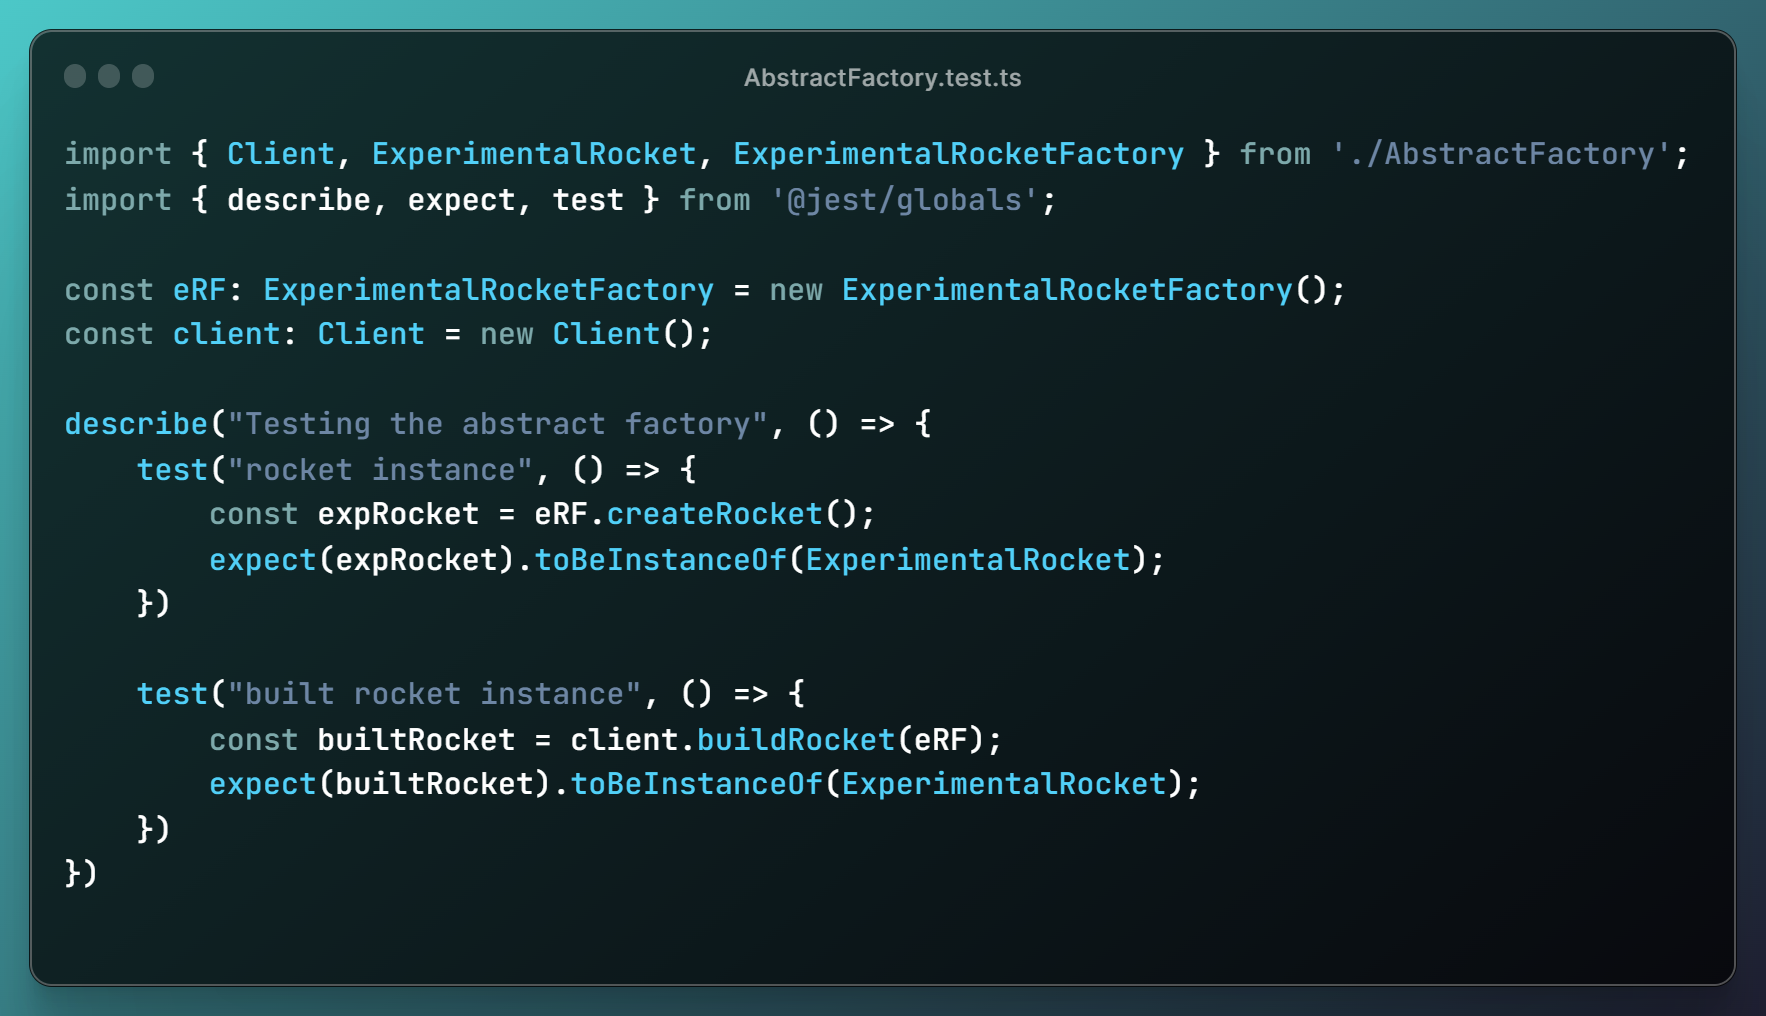 AbstractFactory.test.ts
import { Client, ExperimentalRocket, ExperimentalRocketFactory } from './AbstractFactory';
import { describe, expect, test } from '@jest/globals';
const eRF: ExperimentalRocketFactory = new ExperimentalRocketFactory();
const client: Client = new Client();
describe("Testing the abstract factory", () => {
    test("rocket instance", () => {
        const expRocket = eRF.createRocket();
        expect(expRocket).toBeInstanceOf(ExperimentalRocket);
    })
    test("built rocket instance", () => {
        const builtRocket = client.buildRocket(eRF);
        expect(builtRocket).toBeInstanceOf(ExperimentalRocket);
    })
})